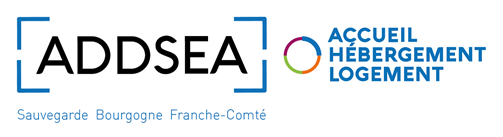 ADDSEA
Sauvegarde Bourgogne Franche-Comté
ACCUEIL
HÉBERGEMENT
LOGEMENT